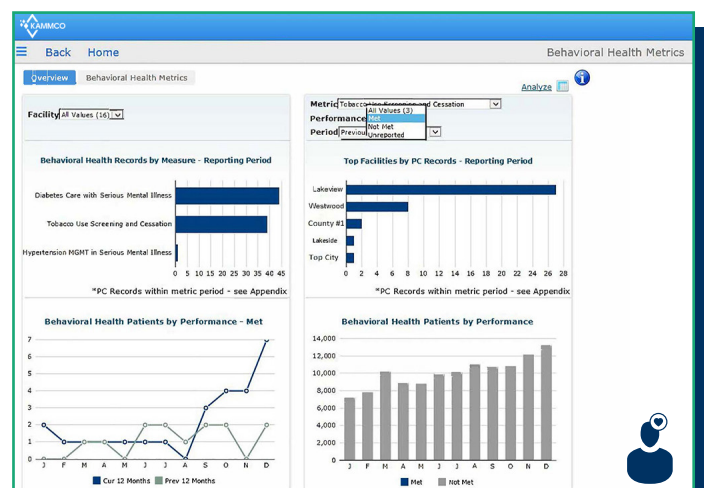 KAMMCO
Back Home Behavioral Health Metrics
Overview Behavioral Health Metrics
Analyze
Facility All Values (16)
Metric Tobacco Use Screening and Cessation
Performance
All Values (3)
Met
Not Met
Unreported
Period Previou
Behavioral Health Records by Measure - Reporting Period
Diabetes Care with Serious Mental Illness
Tobacco Use Screening and Cessation
Hypertension MGMT in Serious Mental Illness
0 5 10 15 20 25 30 35 40 45
*PC Records within metric period - see Appendix
Top Facilities by PC Records - Reporting Period
Lakeview
Westwood
County #1
Lakeside
Top City
0 2 4 6 8 10 12 14 16 18 20 22 24 26 28
*PC Records within metric period - see Appendix
Behavioral Health Patients by Performance - Met
7
6
5
4
3
2
1
0
J F M A M J J A S O N D
Cur 12 Months Prev 12 Months
Behavioral Health Patients by Performance
14,000
12,000
10,000
8,000
6,000
4,000
2,000
0
J F M A M J J A S O N D
Met Not Met